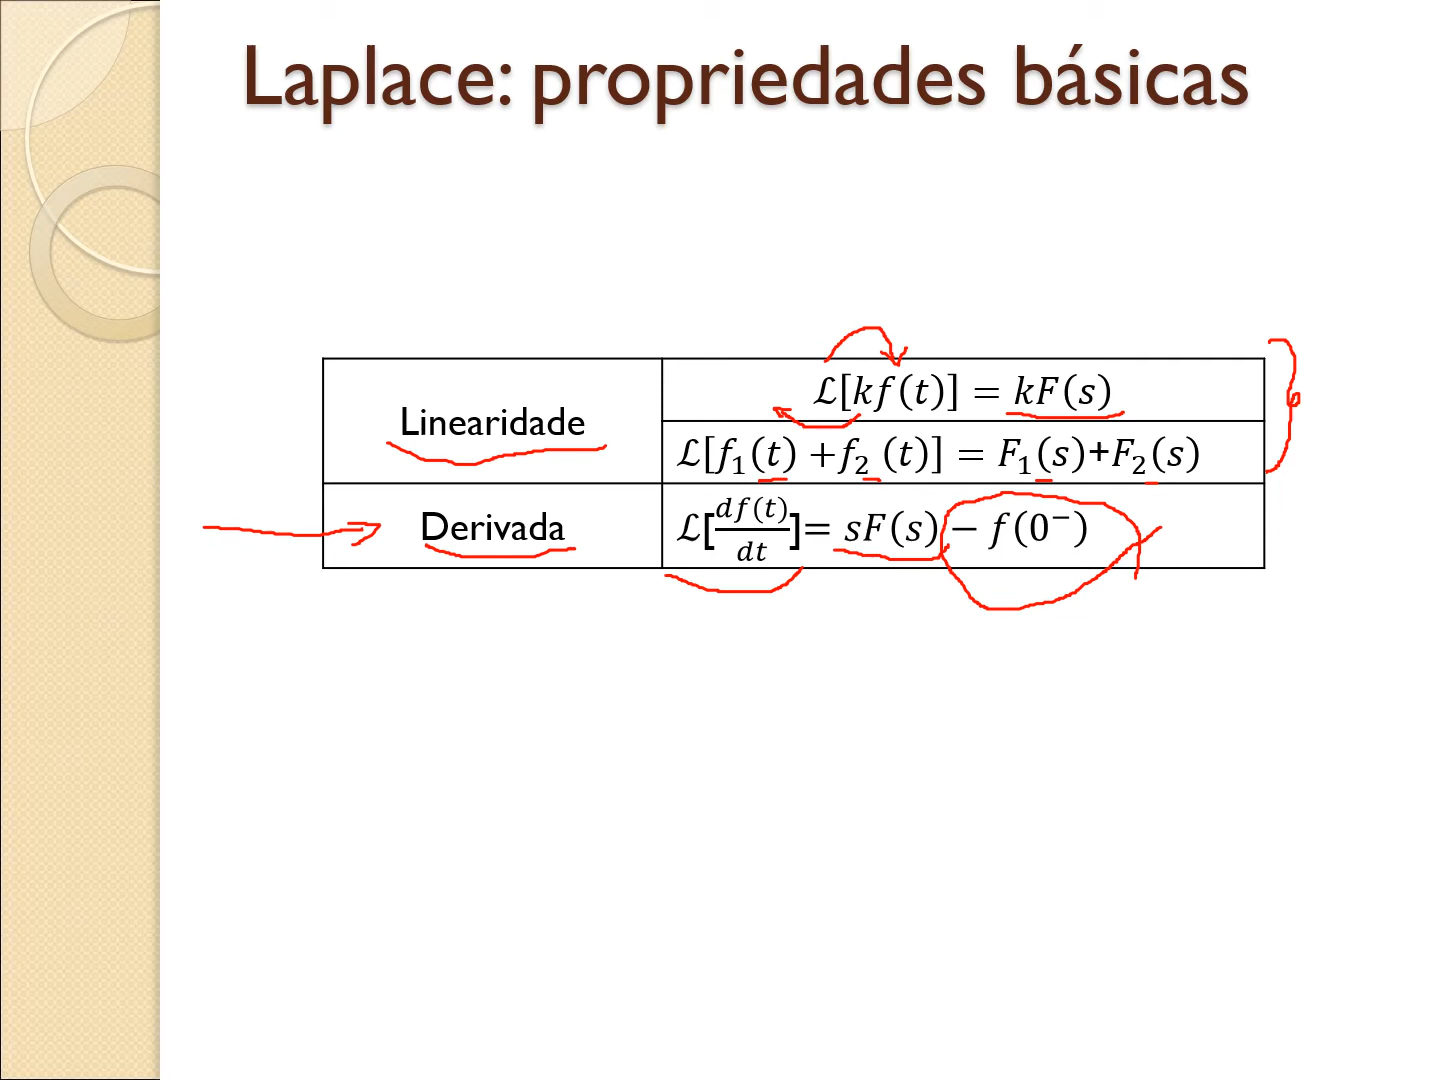 Laplace: propriedades básicas
Linearidade
ℒ[kf(t)] = kF(s)
ℒ[f₁(t) +f₂ (t)] = F₁(s)+F₂(s)
Derivada
ℒ[df(t)/dt]= sF(s) − f(0⁻)